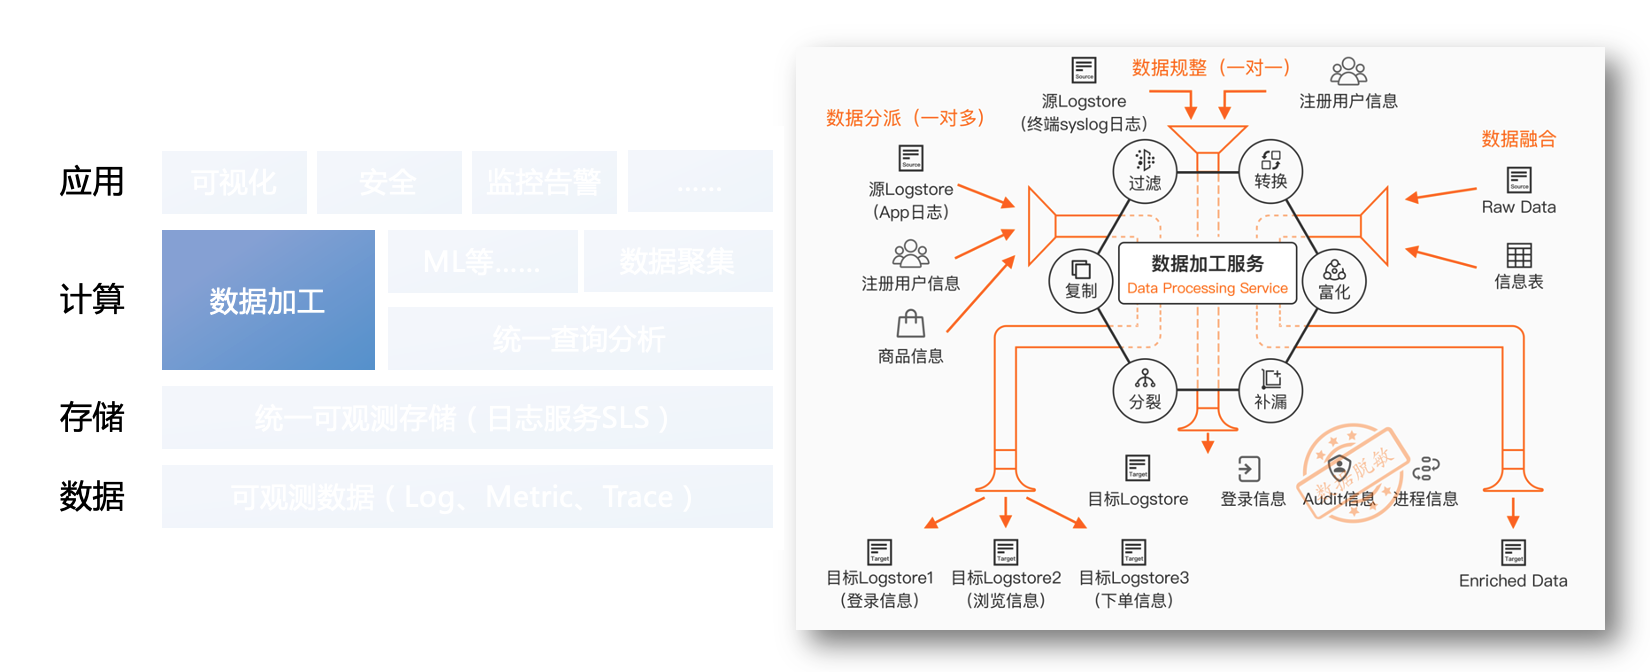 应用
可视化
安全
监控告警
......
计算
数据加工
ML等......
数据聚集
统一查询分析
存储
统一可观测存储（日志服务SLS）
数据
可观测数据（Log、Metric、Trace）
数据规整（一对一）
Source
源Logstore
(终端syslog日志)
注册用户信息
数据分派（一对多）
Source
源Logstore
(App日志)
注册用户信息
商品信息
数据融合
Source
Raw Data
信息表
过滤
转换
复制
数据加工服务
Data Processing Service
富化
分裂
补漏
Target
目标Logstore
登录信息
Audit信息
进程信息
数据脱敏
Target
目标Logstore1
(登录信息)
Target
目标Logstore2
(浏览信息)
Target
目标Logstore3
(下单信息)
Target
Enriched Data